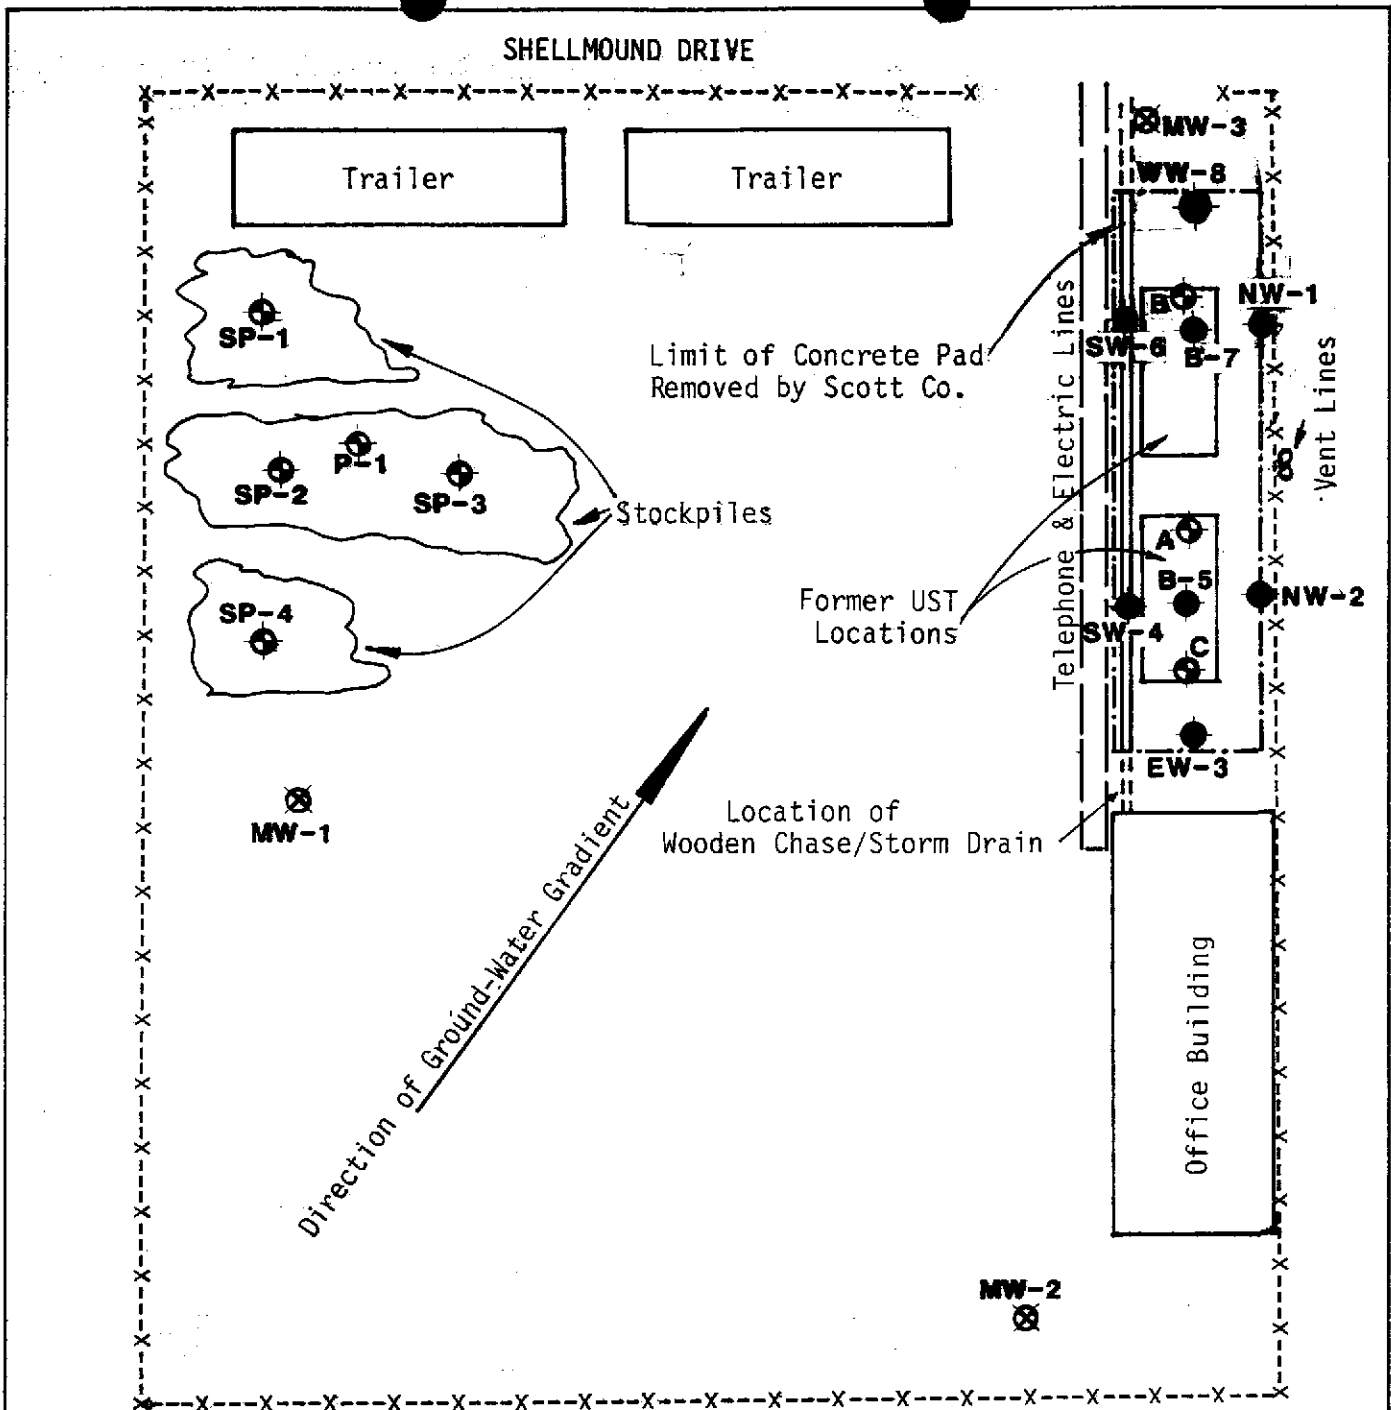 SHELLMOUND DRIVE
MW-3
Trailer
Trailer
WW-8
SP-1
B
NW-1
SW-6
B-7
Limit of Concrete Pad
Removed by Scott Co.
Telephone & Electric Lines
Vent Lines
P-1
SP-2
SP-3
Stockpiles
A
B-5
NW-2
Former UST
Locations
SW-4
C
SP-4
EW-3
MW-1
Location of
Wooden Chase/Storm Drain
Direction of Ground-Water Gradient
Office Building
MW-2